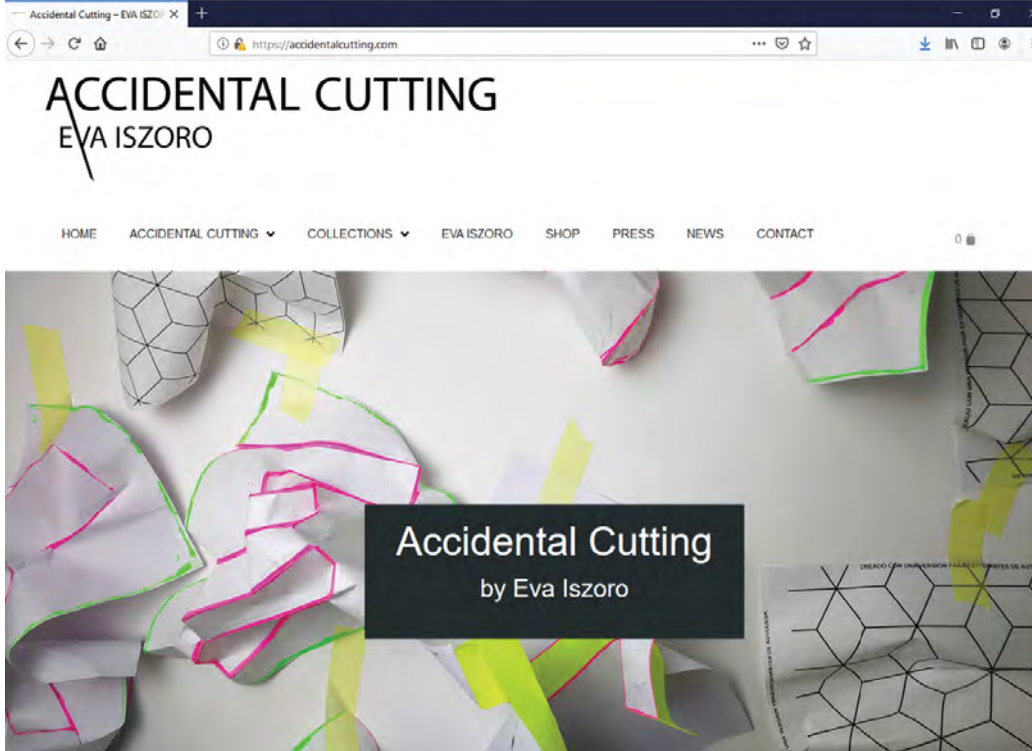 Accidental Cutting – EVA ISZO
https://accidentalcutting.com
ACCIDENTAL CUTTING
EVA ISZORO
HOME ACCIDENTAL CUTTING COLLECTIONS EVA ISZORO SHOP PRESS NEWS CONTACT 0
Accidental Cutting
by Eva Iszoro